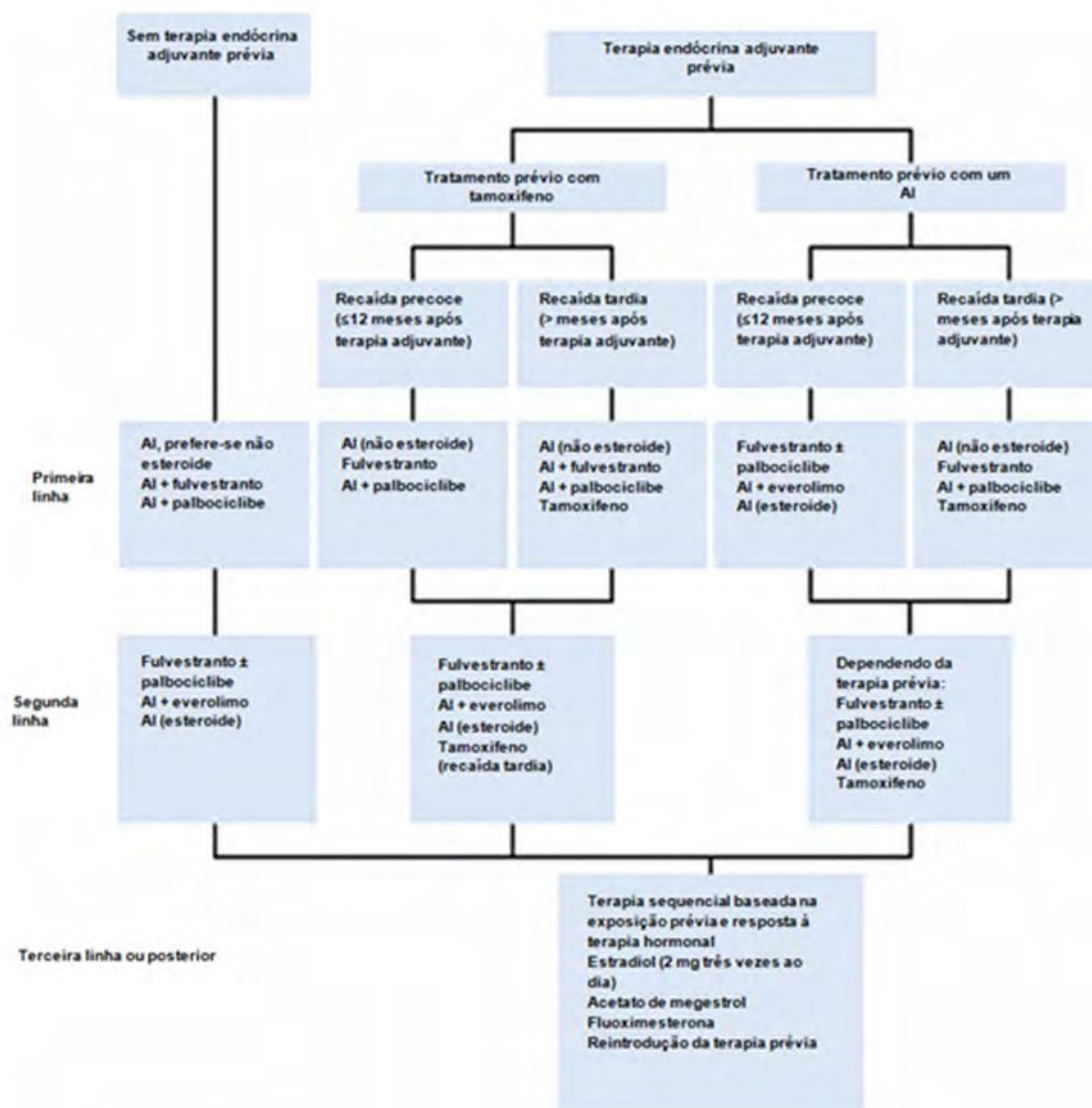 Sem terapia endócrina
adjuvante prévia
Terapia endócrina adjuvante
prévia
Tratamento prévio com
tamoxifeno
Tratamento prévio com um
AI
Recaída precoce
(≤12 meses após
terapia adjuvante)
Recaída tardia
(> meses após
terapia adjuvante)
Recaída precoce
(≤12 meses após
terapia adjuvante)
Recaída tardia (>
meses após terapia
adjuvante)
Primeira
linha
AI, prefere-se não
esteroide
AI + fulvestranto
AI + palbociclibe
AI (não esteroide)
Fulvestranto
AI + palbociclibe
AI (não esteroide)
AI + fulvestranto
AI + palbociclibe
Tamoxifeno
Fulvestranto ±
palbociclibe
AI + everolimo
AI (esteroide)
AI (não esteroide)
Fulvestranto
AI + palbociclibe
Tamoxifeno
Segunda
linha
Fulvestranto ±
palbociclibe
AI + everolimo
AI (esteroide)
Fulvestranto ±
palbociclibe
AI + everolimo
AI (esteroide)
Tamoxifeno
(recaída tardia)
Dependendo da
terapia prévia:
Fulvestranto ±
palbociclibe
AI + everolimo
AI (esteroide)
Tamoxifeno
Terceira linha ou posterior
Terapia sequencial baseada na
exposição prévia e resposta à
terapia hormonal
Estradiol (2 mg três vezes ao
dia)
Acetato de megestrol
Fluoximesterona
Reintrodução da terapia prévia